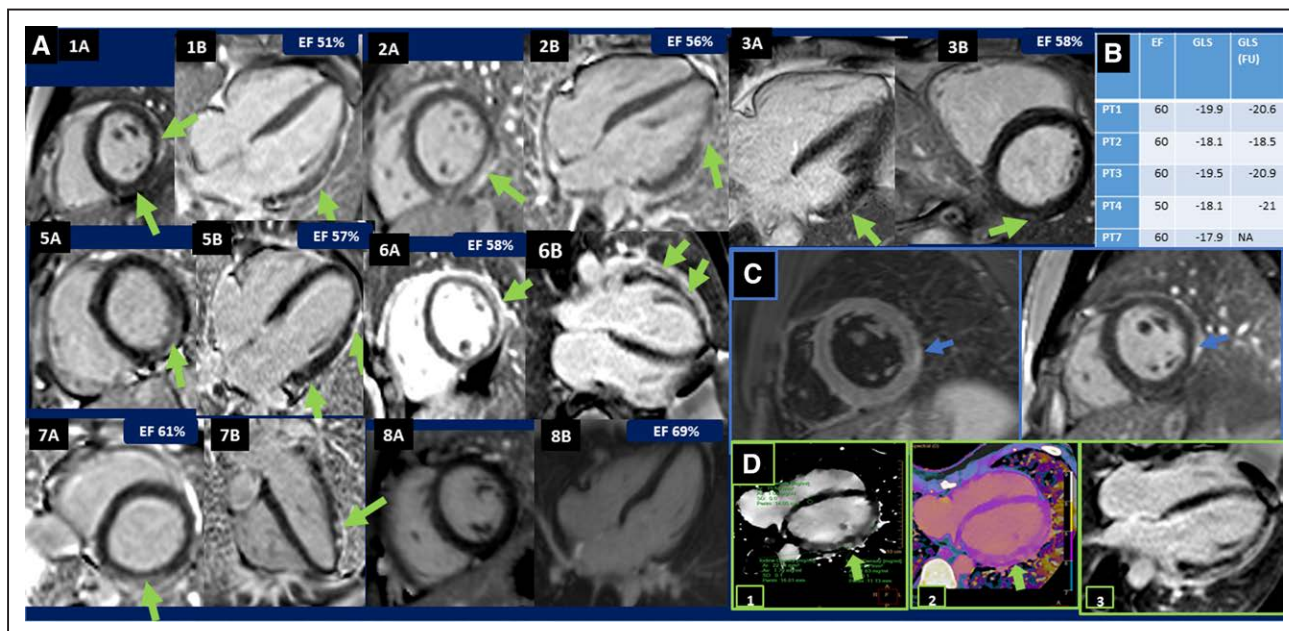 A
1A
1B
EF 51%
2A
2B
EF 56%
3A
3B
EF 58%
B
EF GLS GLS (FU)
PT1 60 -19.9 -20.6
PT2 60 -18.1 -18.5
PT3 60 -19.5 -20.9
PT4 50 -18.1 -21
PT7 60 -17.9 NA
5A
5B
EF 57%
6A
EF 58%
6B
C
7A
EF 61%
7B
8A
8B
EF 69%
D
1
2
3